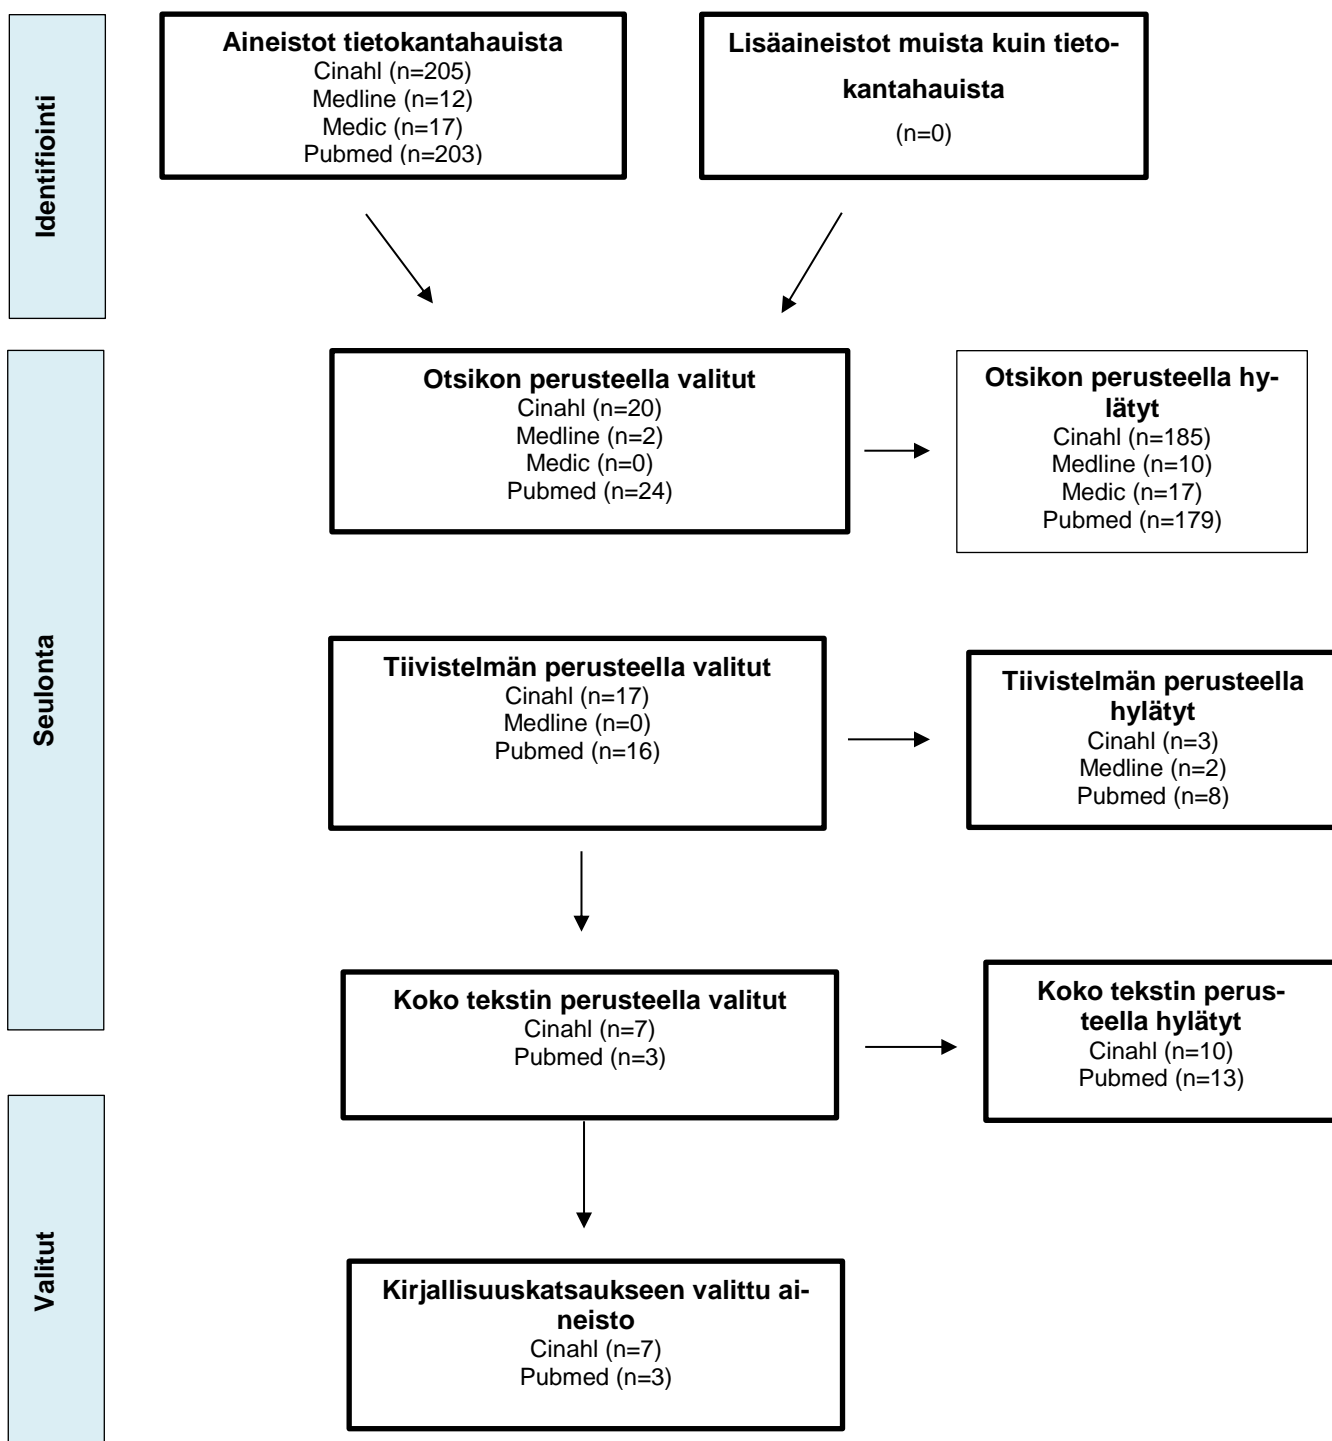 Identifiointi
Aineistot tietokantahauista
Cinahl (n=205)
Medline (n=12)
Medic (n=17)
Pubmed (n=203)
Lisäaineistot muista kuin tieto-
kantahauista
(n=0)
Seulonta
Otsikon perusteella valitut
Cinahl (n=20)
Medline (n=2)
Medic (n=0)
Pubmed (n=24)
Otsikon perusteella hy-
lätyt
Cinahl (n=185)
Medline (n=10)
Medic (n=17)
Pubmed (n=179)
Tiivistelmän perusteella valitut
Cinahl (n=17)
Medline (n=0)
Pubmed (n=16)
Tiivistelmän perusteella
hylätyt
Cinahl (n=3)
Medline (n=2)
Pubmed (n=8)
Koko tekstin perusteella valitut
Cinahl (n=7)
Pubmed (n=3)
Koko tekstin perus-
teella hylätyt
Cinahl (n=10)
Pubmed (n=13)
Valitut
Kirjallisuuskatsaukseen valittu ai-
neisto
Cinahl (n=7)
Pubmed (n=3)